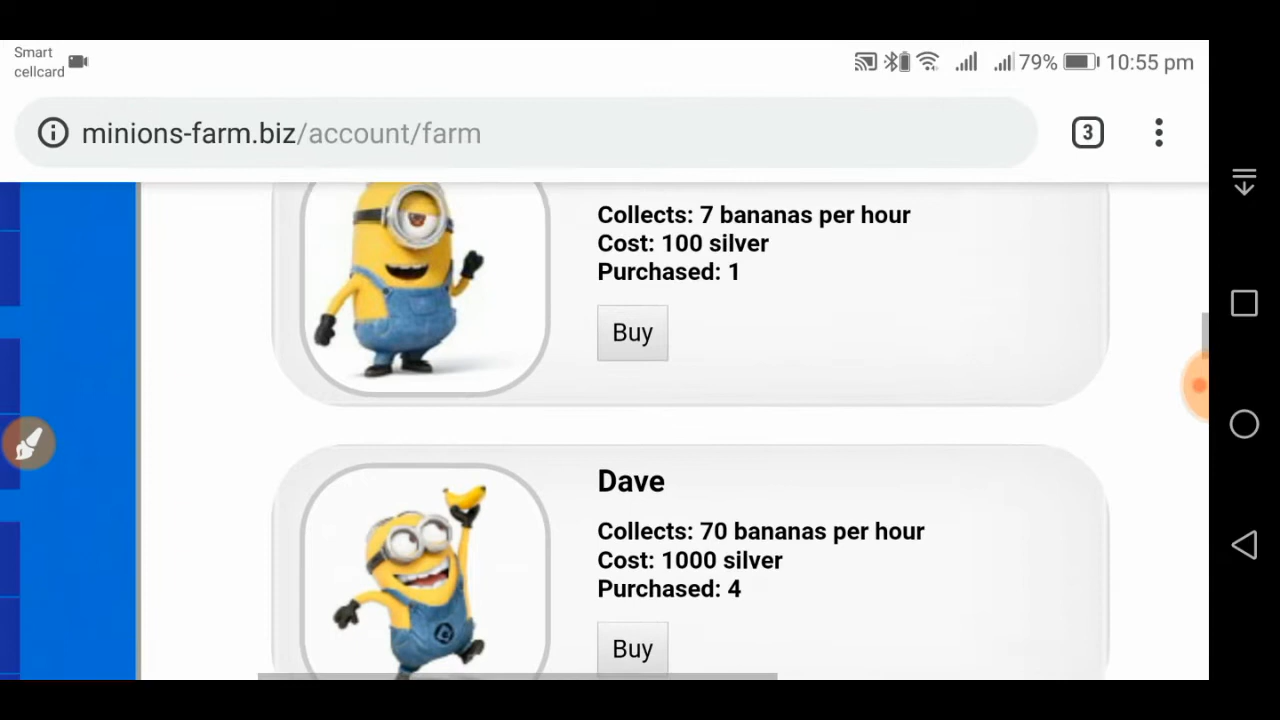 Smart
cellcard
79% 10:55 pm
minions-farm.biz/account/farm
3
Collects: 7 bananas per hour
Cost: 100 silver
Purchased: 1
Buy
Dave
Collects: 70 bananas per hour
Cost: 1000 silver
Purchased: 4
Buy